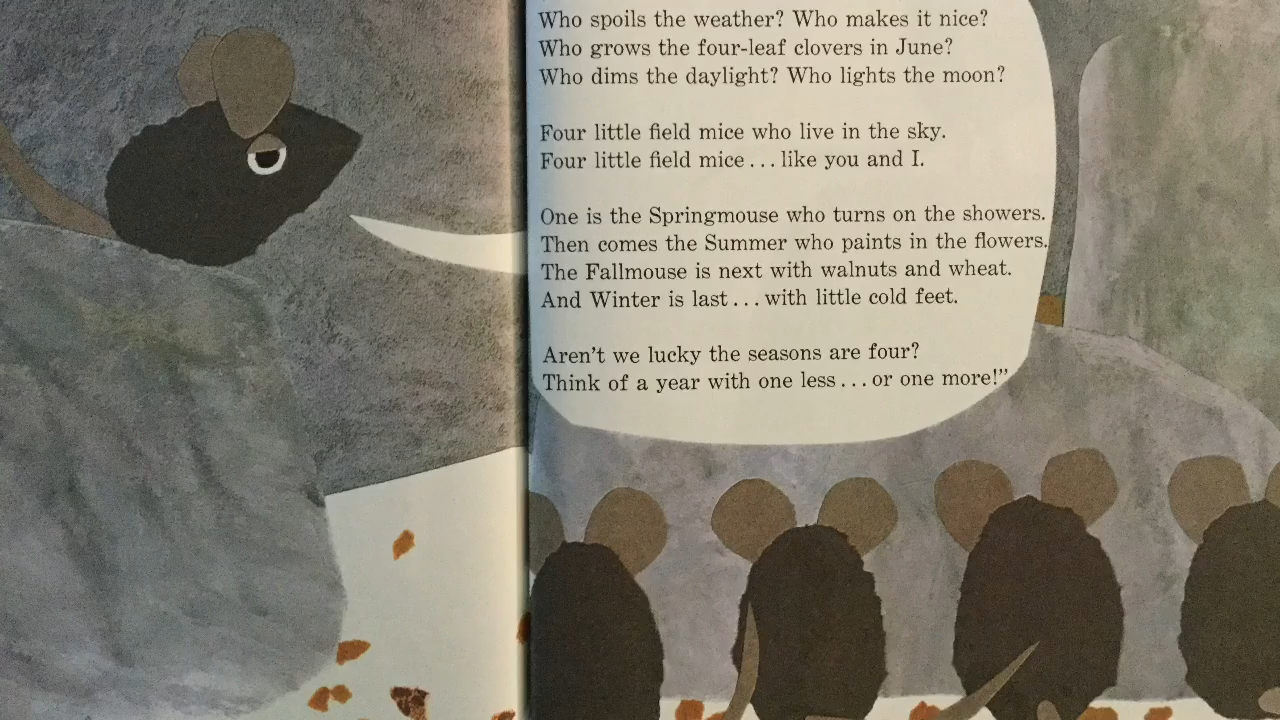 Who spoils the weather? Who makes it nice?
Who grows the four-leaf clovers in June?
Who dims the daylight? Who lights the moon?
Four little field mice who live in the sky.
Four little field mice . . . like you and I.
One is the Springmouse who turns on the showers.
Then comes the Summer who paints in the flowers.
The Fallmouse is next with walnuts and wheat.
And Winter is last . . . with little cold feet.
Aren't we lucky the seasons are four?
Think of a year with one less . . . or one more!”